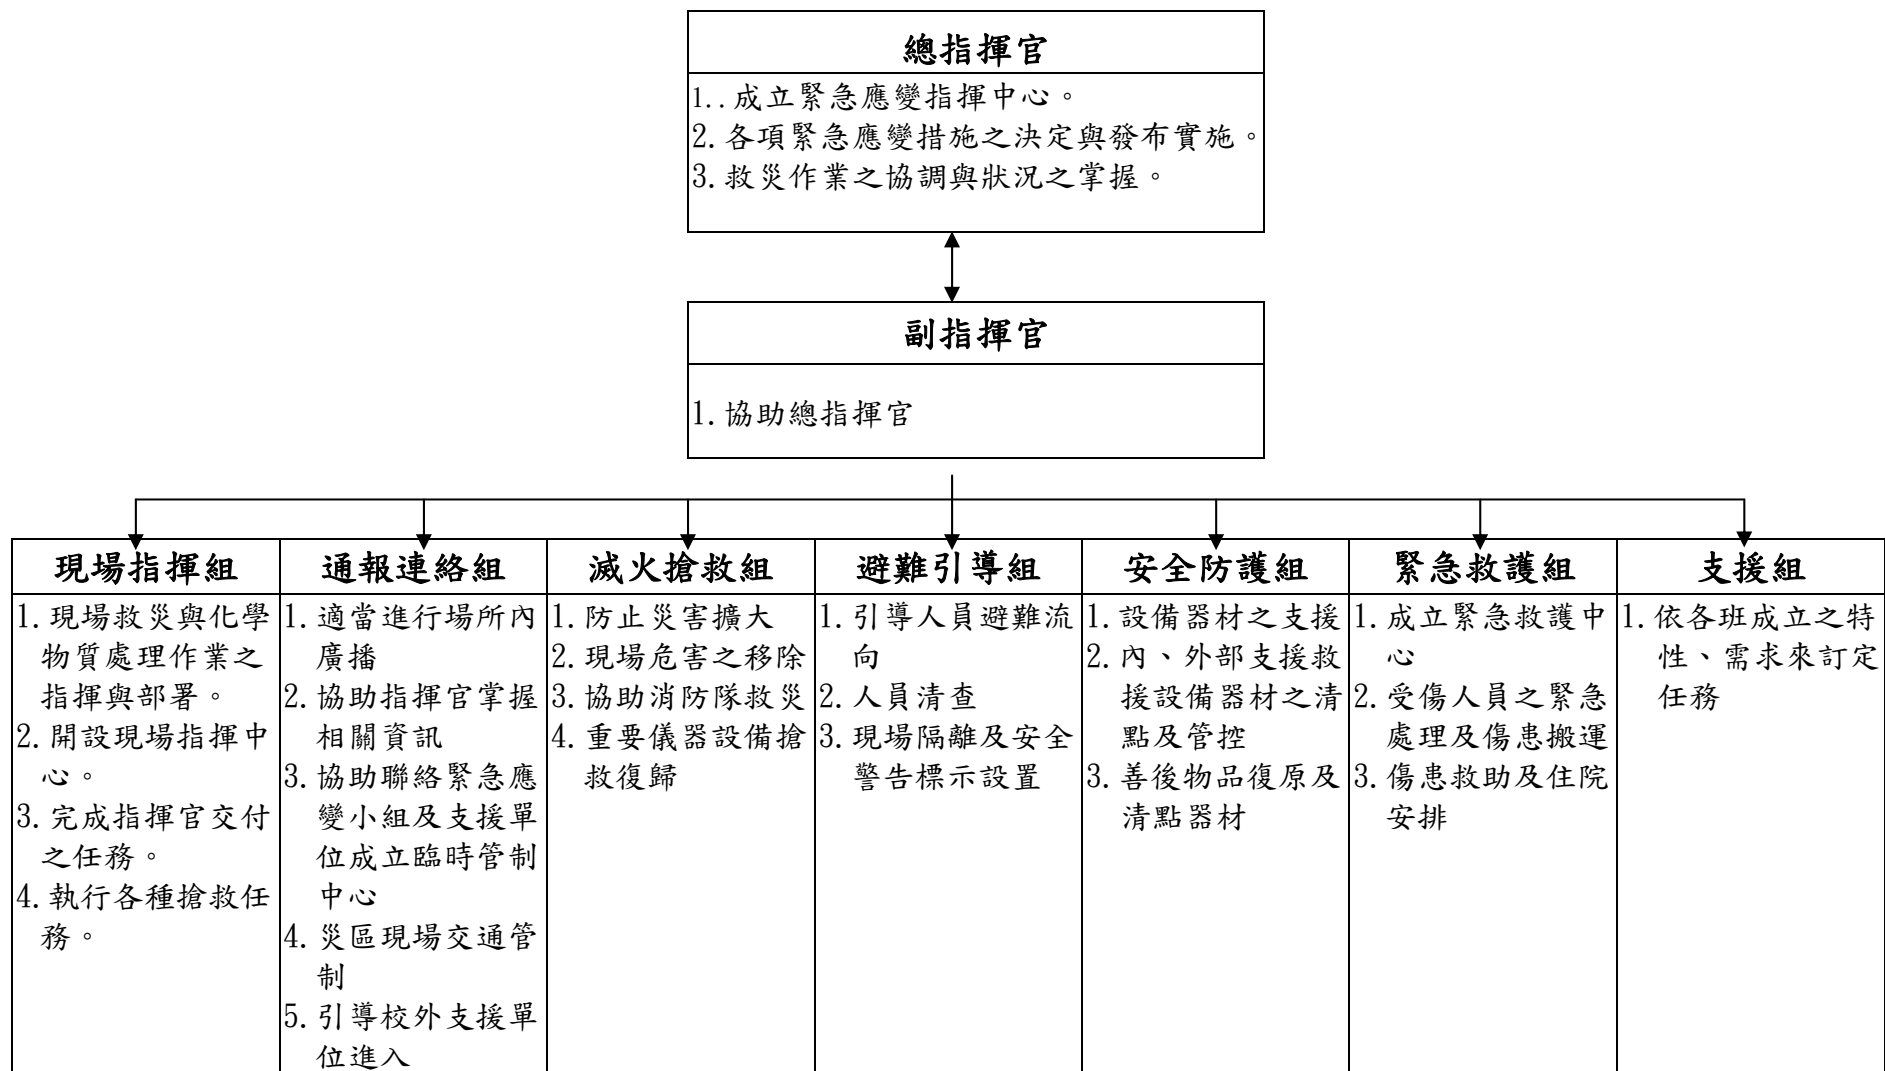 總指揮官
1..成立緊急應變指揮中心。
2.各項緊急應變措施之決定與發布實施。
3.救災作業之協調與狀況之掌握。
副指揮官
1.協助總指揮官
現場指揮組
1.現場救災與化學
物質處理作業之
指揮與部署。
2.開設現場指揮中
心。
3.完成指揮官交付
之任務。
4.執行各種搶救任
務。
通報連絡組
1.適當進行場所內
廣播
2.協助指揮官掌握
相關資訊
3.協助聯絡緊急應
變小組及支援單
位成立臨時管制
中心
4.災區現場交通管
制
5.引導校外支援單
位進入
滅火搶救組
1.防止災害擴大
2.現場危害之移除
3.協助消防隊救災
4.重要儀器設備搶
救復歸
避難引導組
1.引導人員避難流
向
2.人員清查
3.現場隔離及安全
警告標示設置
安全防護組
1.設備器材之支援
2.內、外部支援救
援設備器材之清
點及管控
3.善後物品復原及
清點器材
緊急救護組
1.成立緊急救護中
心
2.受傷人員之緊急
處理及傷患搬運
3.傷患救助及住院
安排
支援組
1.依各班成立之特
性、需求來訂定
任務